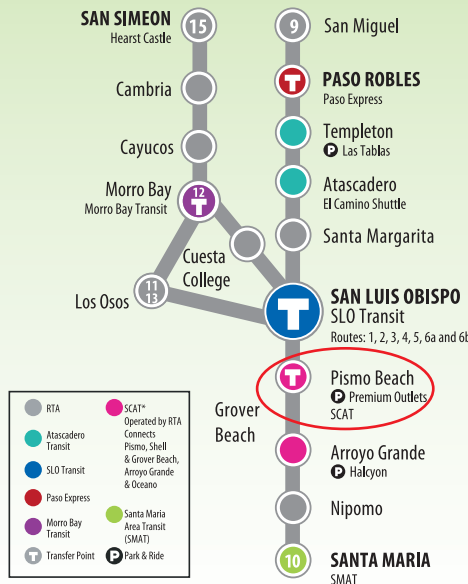 SAN SIMEON
Hearst Castle
15
Cambria
Cayucos
Morro Bay
Morro Bay Transit
12
T
Cuesta
College
Los Osos
11
13
9
San Miguel
T
PASO ROBLES
Paso Express
Templeton
P Las Tablas
Atascadero
El Camino Shuttle
Santa Margarita
T
SAN LUIS OBISPO
SLO Transit
Routes: 1, 2, 3, 4, 5, 6a and 6b
T
Pismo Beach
P Premium Outlets
SCAT
Grover
Beach
Arroyo Grande
P Halcyon
Nipomo
10
SANTA MARIA
SMAT
RTA
Atascadero
Transit
SLO Transit
Paso Express
Morro Bay
Transit
T Transfer Point
SCAT*
Operated by RTA
Connects
Pismo, Shell
& Grover Beach,
Arroyo Grande
& Oceano
Santa Maria
Area Transit
(SMAT)
P Park & Ride